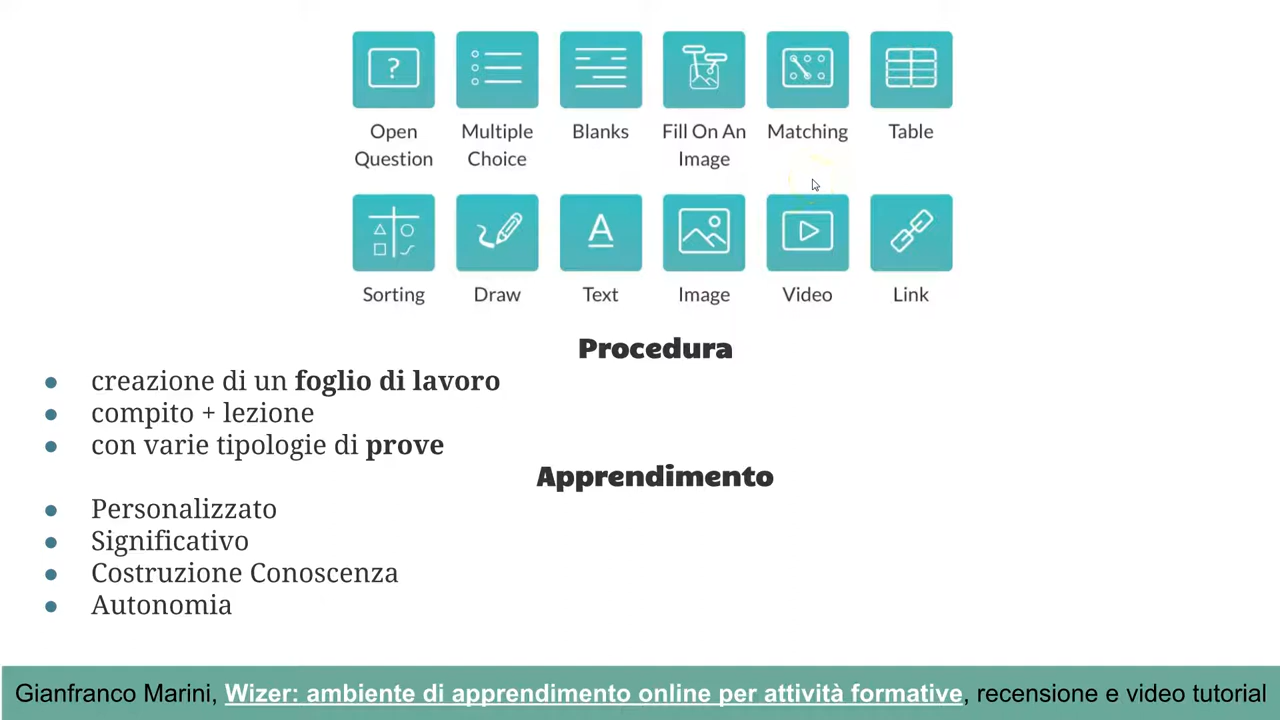 ?
Open Question
Multiple Choice
Blanks
Fill On An Image
Matching
Table
A
Sorting
Draw
Text
Image
Video
Link
Procedura
● creazione di un foglio di lavoro
● compito + lezione
● con varie tipologie di prove
Apprendimento
● Personalizzato
● Significativo
● Costruzione Conoscenza
● Autonomia
Gianfranco Marini, Wizer: ambiente di apprendimento online per attività formative, recensione e video tutorial